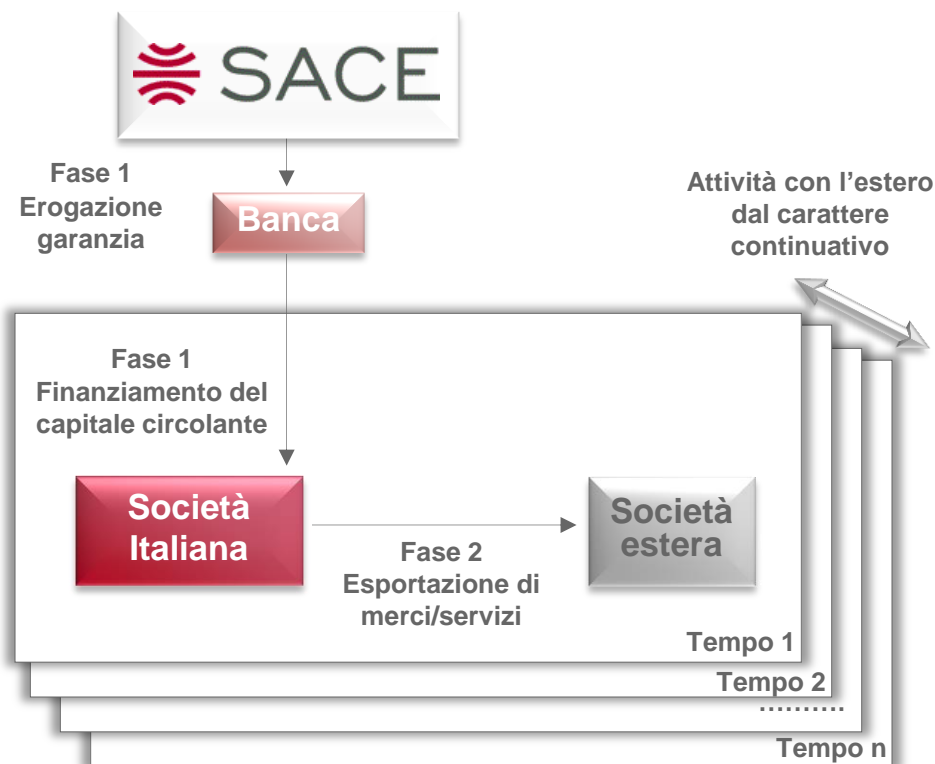 SACE
Fase 1
Erogazione
garanzia
Banca
Attività con l'estero
dal carattere
continuativo
Fase 1
Finanziamento del
capitale circolante
Società
Italiana
Fase 2
Esportazione di
merci/servizi
Società
estera
Tempo 1
Tempo 2
..........
Tempo n